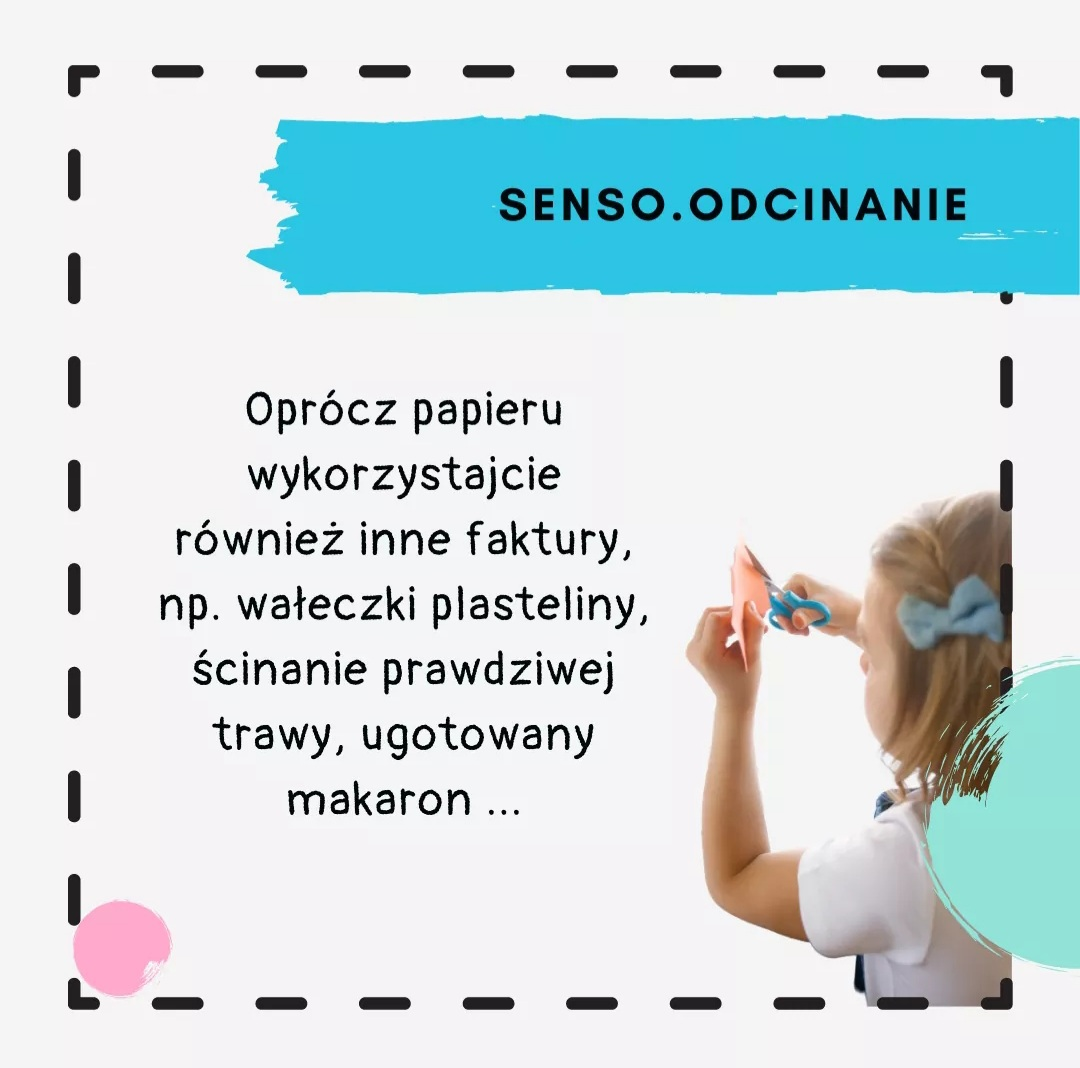 SENSO.ODCINANIE
Oprócz papieru
wykorzystajcie
również inne faktury,
np. wałeczki plasteliny,
ścinanie prawdziwej
trawy, ugotowany
makaron ...